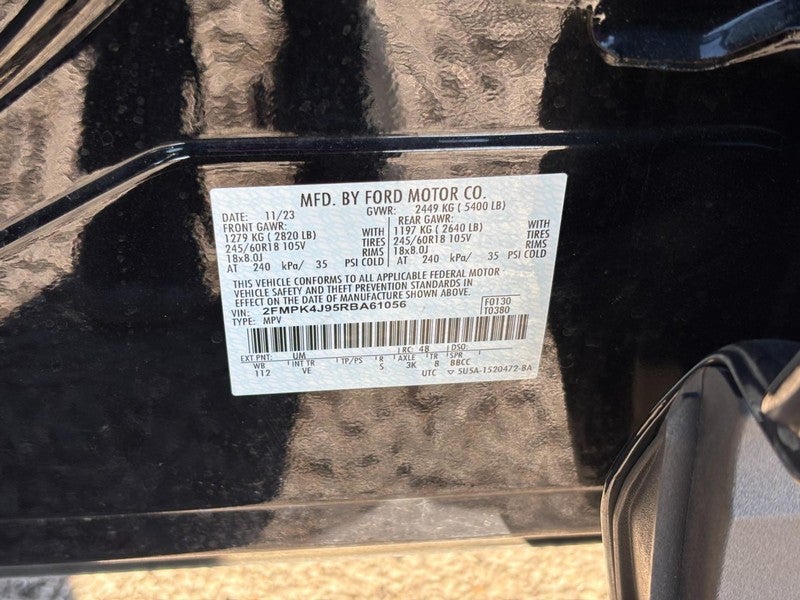 MFD. BY FORD MOTOR CO.
DATE: 11/23 GVWR: 2449 KG ( 5400 LB)
FRONT GAWR: REAR GAWR:
1279 KG ( 2820 LB) WITH 1197 KG ( 2640 LB) WITH
245/60R18 105V TIRES 245/60R18 105V TIRES
18x8.0J RIMS 18x8.0J RIMS
AT 240 kPa/ 35 PSI COLD AT 240 kPa/ 35 PSI COLD
THIS VEHICLE CONFORMS TO ALL APPLICABLE FEDERAL MOTOR
VEHICLE SAFETY AND THEFT PREVENTION STANDARDS IN
EFFECT ON THE DATE OF MANUFACTURE SHOWN ABOVE.
VIN: 2FMPK4J95RBA61056 F0130
TYPE: MPV T0380
EXT PNT: UM RC: 48 DSO:
WB INT TR TP/PS R AXLE TR SPR
112 VE S 3K 8 BBCC
UTC ▽ 5U5A-1520472-BA